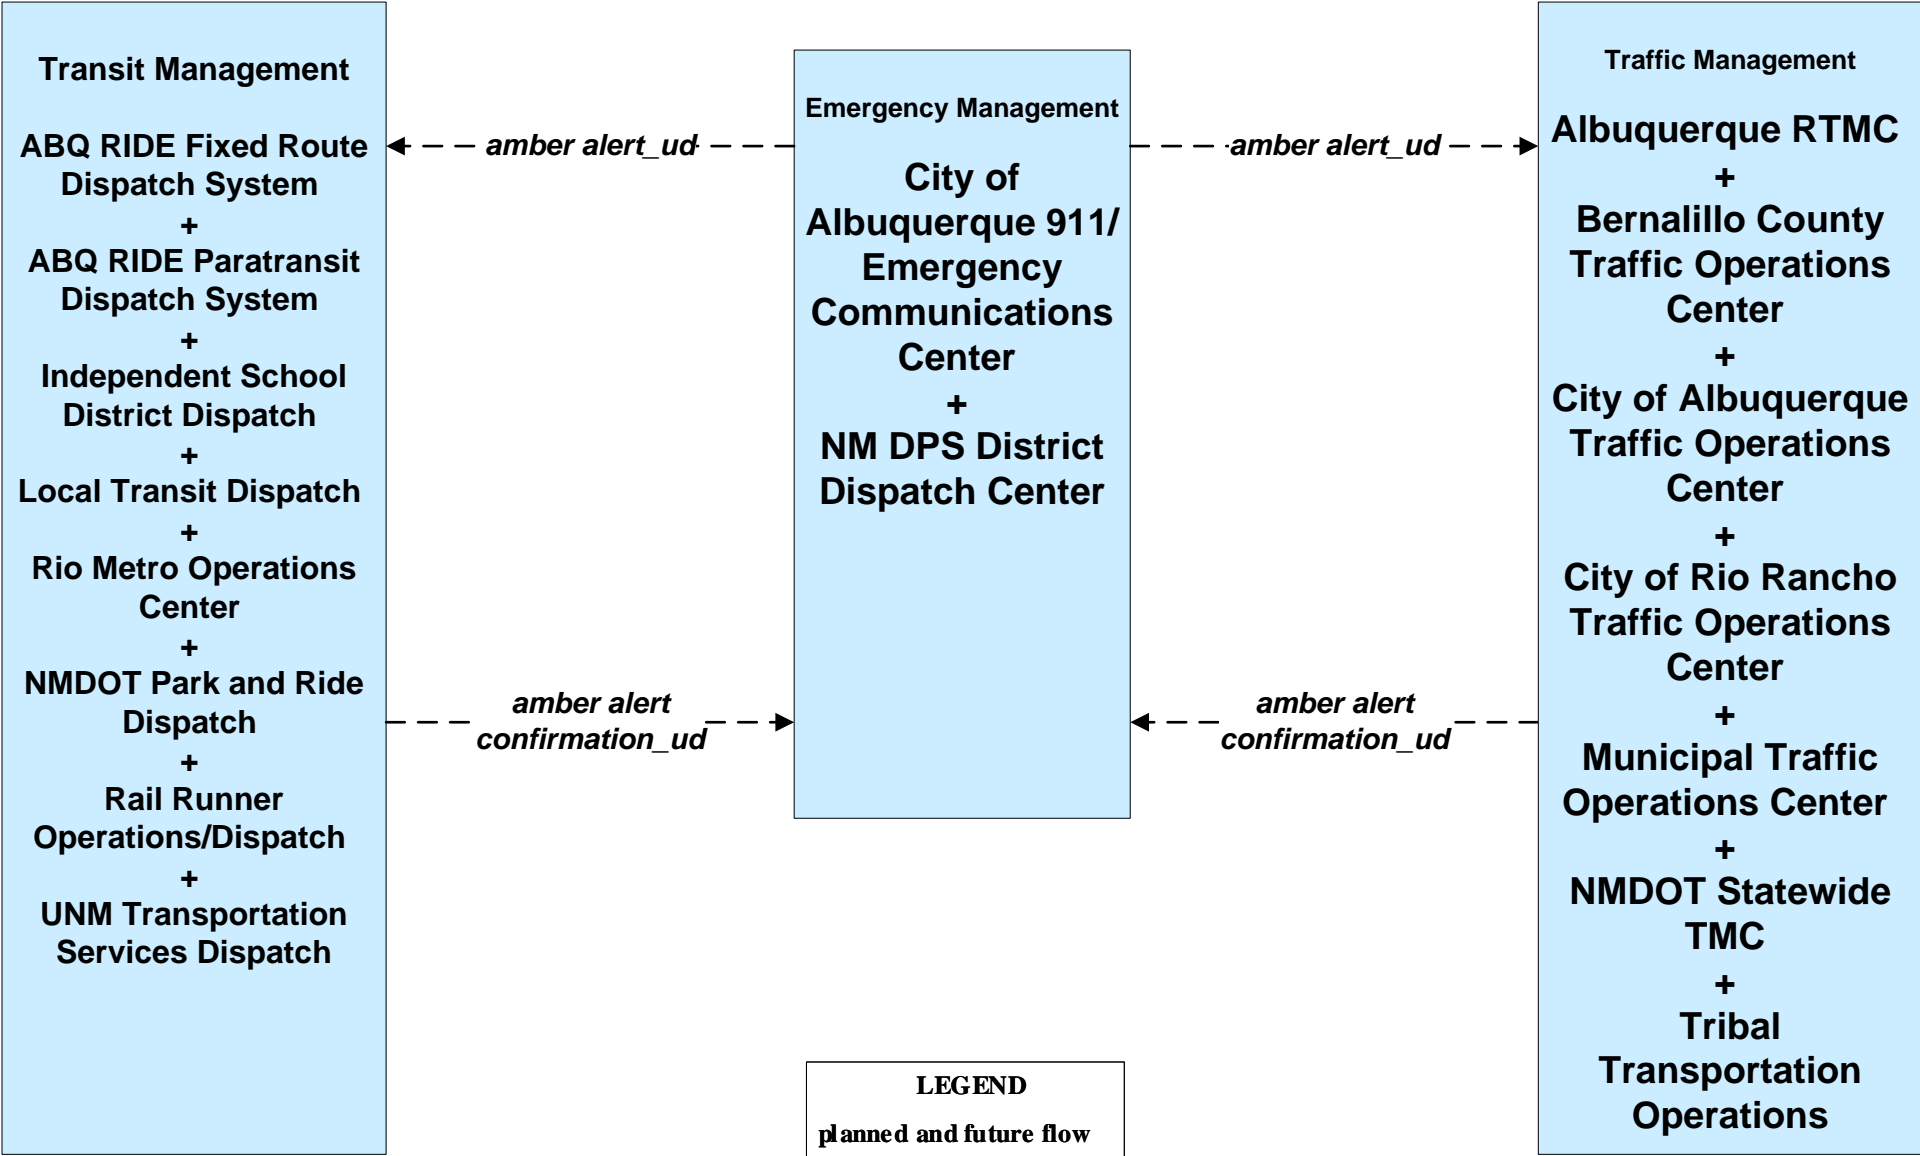 Transit Management
ABQ RIDE Fixed Route
Dispatch System
+
ABQ RIDE Paratransit
Dispatch System
+
Independent School
District Dispatch
+
Local Transit Dispatch
+
Rio Metro Operations
Center
+
NMDOT Park and Ride
Dispatch
+
Rail Runner
Operations/Dispatch
+
UNM Transportation
Services Dispatch
amber alert_ud
amber alert
confirmation_ud
Emergency Management
City of
Albuquerque 911/
Emergency
Communications
Center
+
NM DPS District
Dispatch Center
amber alert_ud
amber alert
confirmation_ud
Traffic Management
Albuquerque RTMC
+
Bernalillo County
Traffic Operations
Center
+
City of Albuquerque
Traffic Operations
Center
+
City of Rio Rancho
Traffic Operations
Center
+
Municipal Traffic
Operations Center
+
NMDOT Statewide
TMC
+
Tribal
Transportation
Operations
LEGEND
planned and future flow